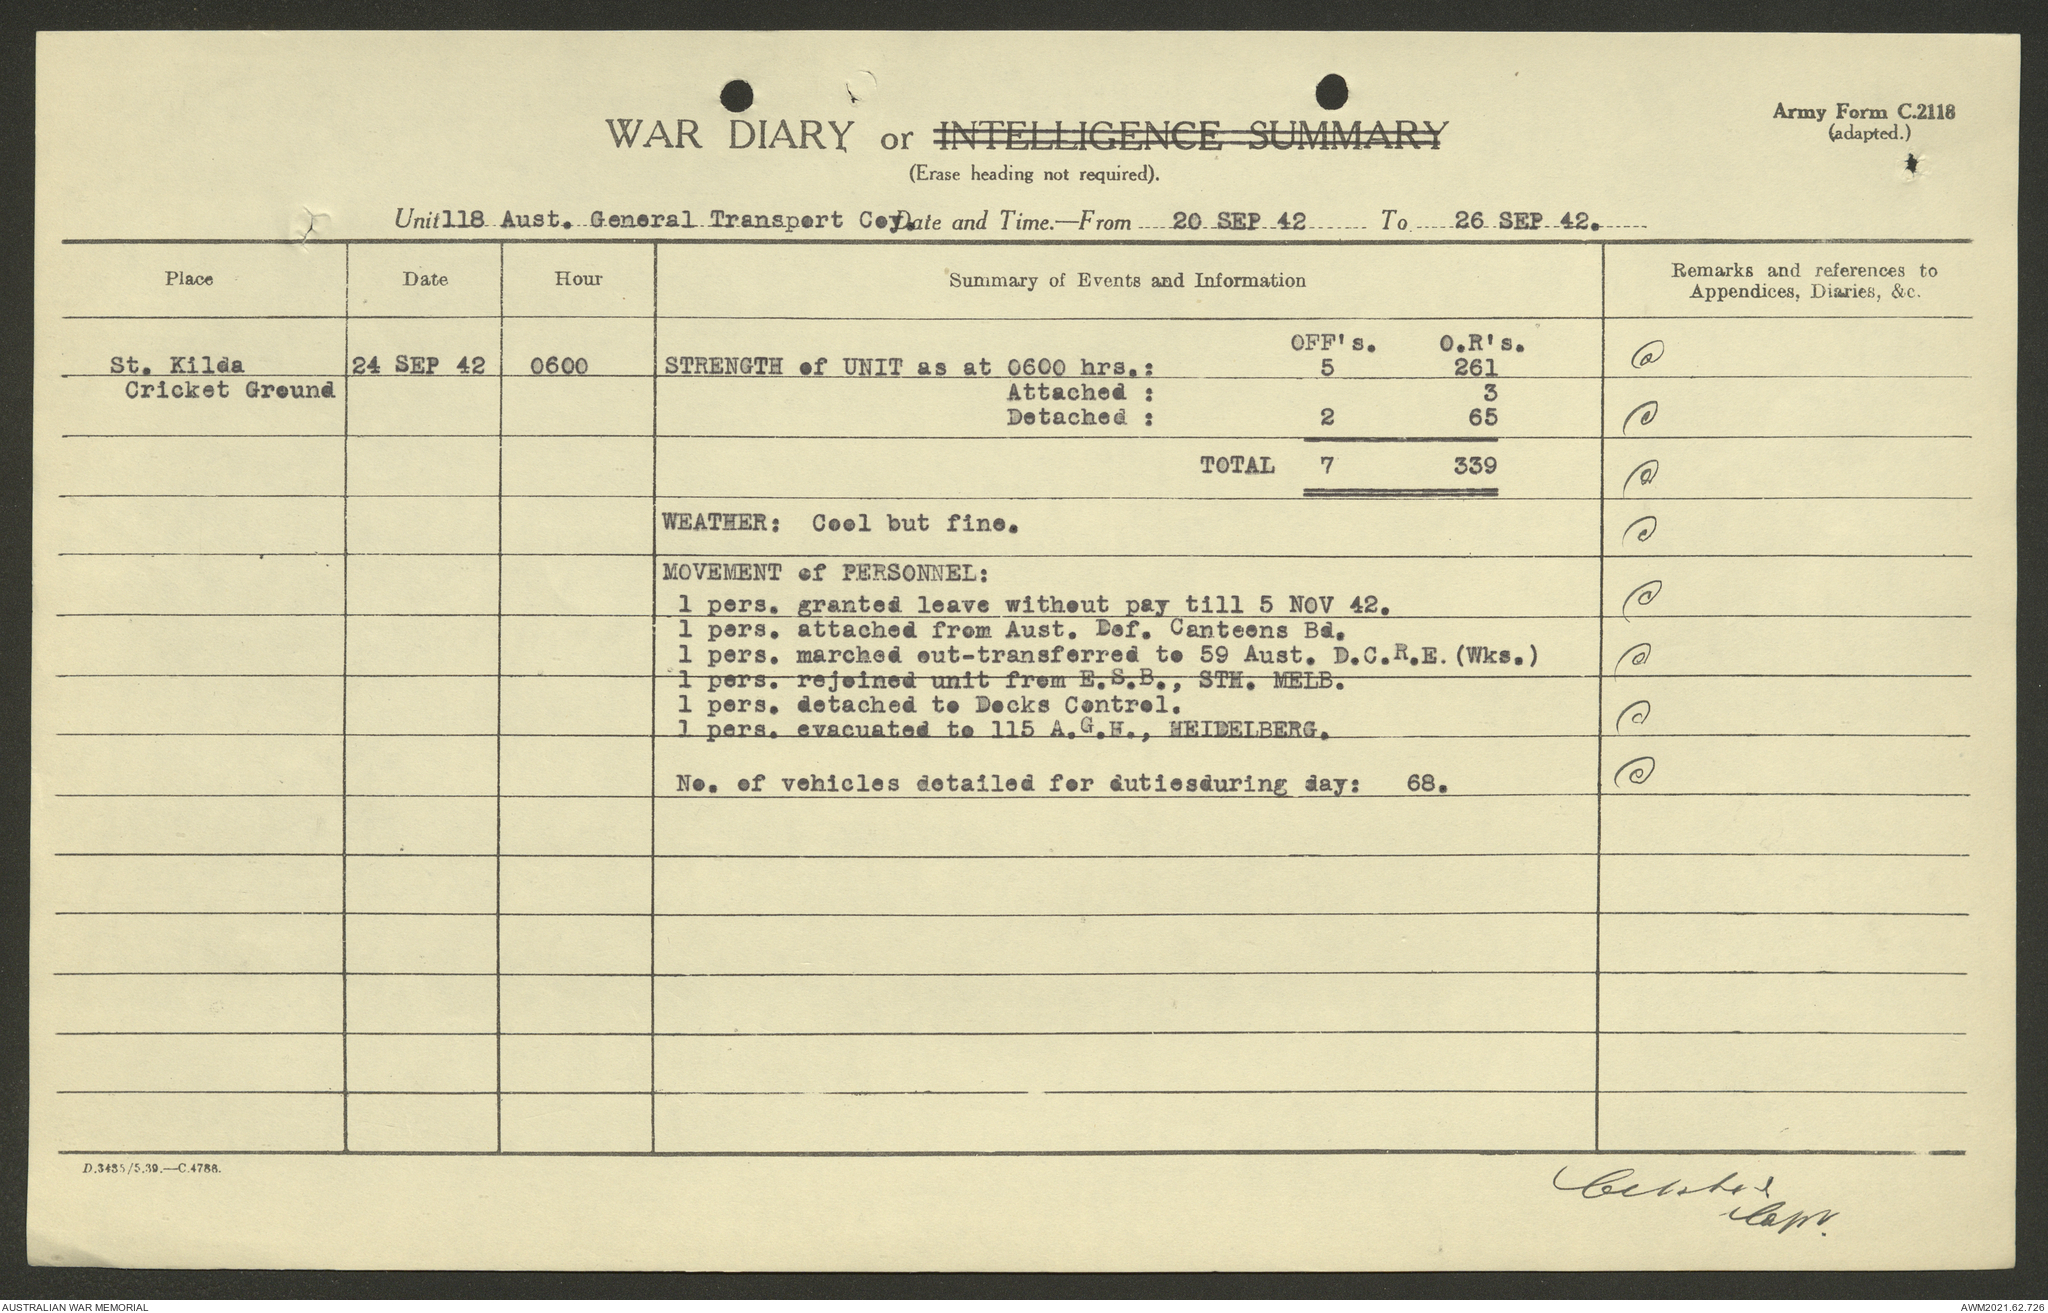 Army Form C.2118
(adapted.)
WAR DIARY or INTELLIGENCE SUMMARY
(Erase heading not required).
Unit 118 Aust. General Transport Coy. Date and Time.—From 20 SEP 42 To 26 SEP 42.
Place Date Hour Summary of Events and Information Remarks and references to
Appendices, Diaries, &c.
OFF's. O.R's.
St. Kilda 24 SEP 42 0600 STRENGTH of UNIT as at 0600 hrs.: 5 261
Cricket Ground Attached : 3
Detached : 2 65
TOTAL 7 339
WEATHER: Cool but fine.
MOVEMENT of PERSONNEL:
1 pers. granted leave without pay till 5 NOV 42.
1 pers. attached from Aust. Def. Canteens Bd.
1 pers. marched out-transferred to 59 Aust. D.C.R.E. (Wks.)
1 pers. rejoined unit from E.S.B., STH. MELB.
1 pers. detached to Docks Control.
1 pers. evacuated to 115 A.G.H., HEIDELBERG.
No. of vehicles detailed for dutiesduring day: 68.
D.3435/5.39.—C.4786.
Capt.
AUSTRALIAN WAR MEMORIAL
AWM2021.62.726